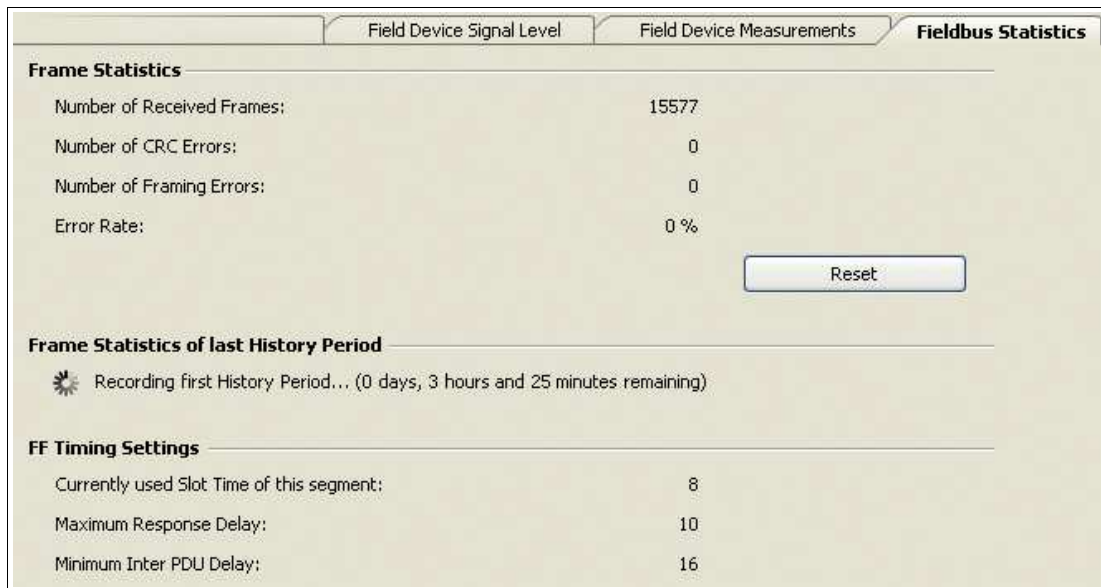 Field Device Signal Level Field Device Measurements Fieldbus Statistics
Frame Statistics
Number of Received Frames: 15577
Number of CRC Errors: 0
Number of Framing Errors: 0
Error Rate: 0 %
Reset
Frame Statistics of last History Period
Recording first History Period... (0 days, 3 hours and 25 minutes remaining)
FF Timing Settings
Currently used Slot Time of this segment: 8
Maximum Response Delay: 10
Minimum Inter PDU Delay: 16